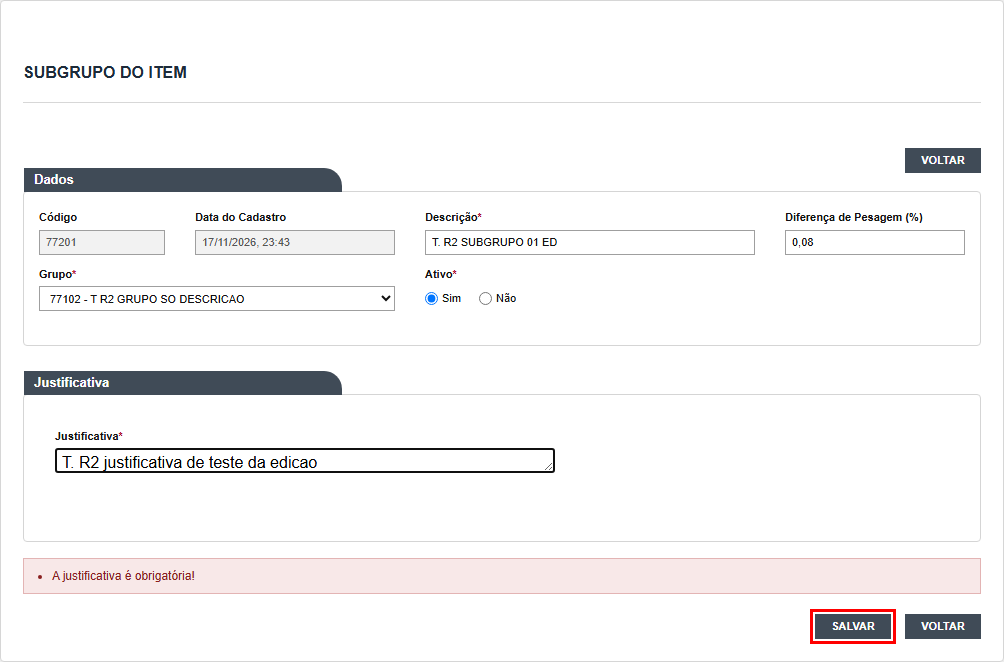 SUBGRUPO DO ITEM
VOLTAR
Dados
Código Data do Cadastro Descrição* Diferença de Pesagem (%)
77201 17/11/2026, 23:43 T. R2 SUBGRUPO 01 ED 0,08
Grupo* Ativo*
77102 - T R2 GRUPO SO DESCRICAO Sim Não
Justificativa
Justificativa*
T. R2 justificativa de teste da edicao
A justificativa é obrigatória!
SALVAR VOLTAR